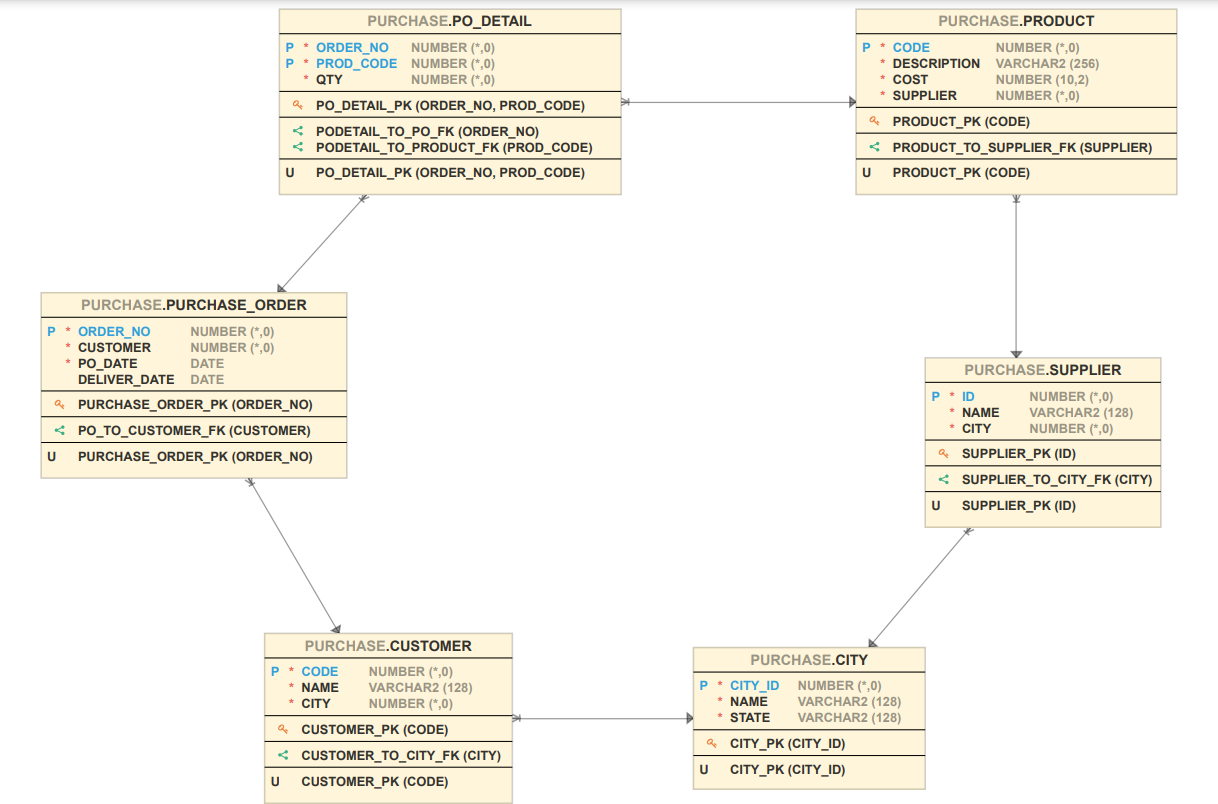 PURCHASE.PO_DETAIL
P * ORDER_NO NUMBER (*,0)
P * PROD_CODE NUMBER (*,0)
* QTY NUMBER (*,0)
PO_DETAIL_PK (ORDER_NO, PROD_CODE)
PODETAIL_TO_PO_FK (ORDER_NO)
PODETAIL_TO_PRODUCT_FK (PROD_CODE)
U PO_DETAIL_PK (ORDER_NO, PROD_CODE)
PURCHASE.PRODUCT
P * CODE NUMBER (*,0)
* DESCRIPTION VARCHAR2 (256)
* COST NUMBER (10,2)
* SUPPLIER NUMBER (*,0)
PRODUCT_PK (CODE)
PRODUCT_TO_SUPPLIER_FK (SUPPLIER)
U PRODUCT_PK (CODE)
PURCHASE.PURCHASE_ORDER
P * ORDER_NO NUMBER (*,0)
* CUSTOMER NUMBER (*,0)
* PO_DATE DATE
DELIVER_DATE DATE
PURCHASE_ORDER_PK (ORDER_NO)
PO_TO_CUSTOMER_FK (CUSTOMER)
U PURCHASE_ORDER_PK (ORDER_NO)
PURCHASE.SUPPLIER
P * ID NUMBER (*,0)
* NAME VARCHAR2 (128)
* CITY NUMBER (*,0)
SUPPLIER_PK (ID)
SUPPLIER_TO_CITY_FK (CITY)
U SUPPLIER_PK (ID)
PURCHASE.CUSTOMER
P * CODE NUMBER (*,0)
* NAME VARCHAR2 (128)
* CITY NUMBER (*,0)
CUSTOMER_PK (CODE)
CUSTOMER_TO_CITY_FK (CITY)
U CUSTOMER_PK (CODE)
PURCHASE.CITY
P * CITY_ID NUMBER (*,0)
* NAME VARCHAR2 (128)
* STATE VARCHAR2 (128)
CITY_PK (CITY_ID)
U CITY_PK (CITY_ID)